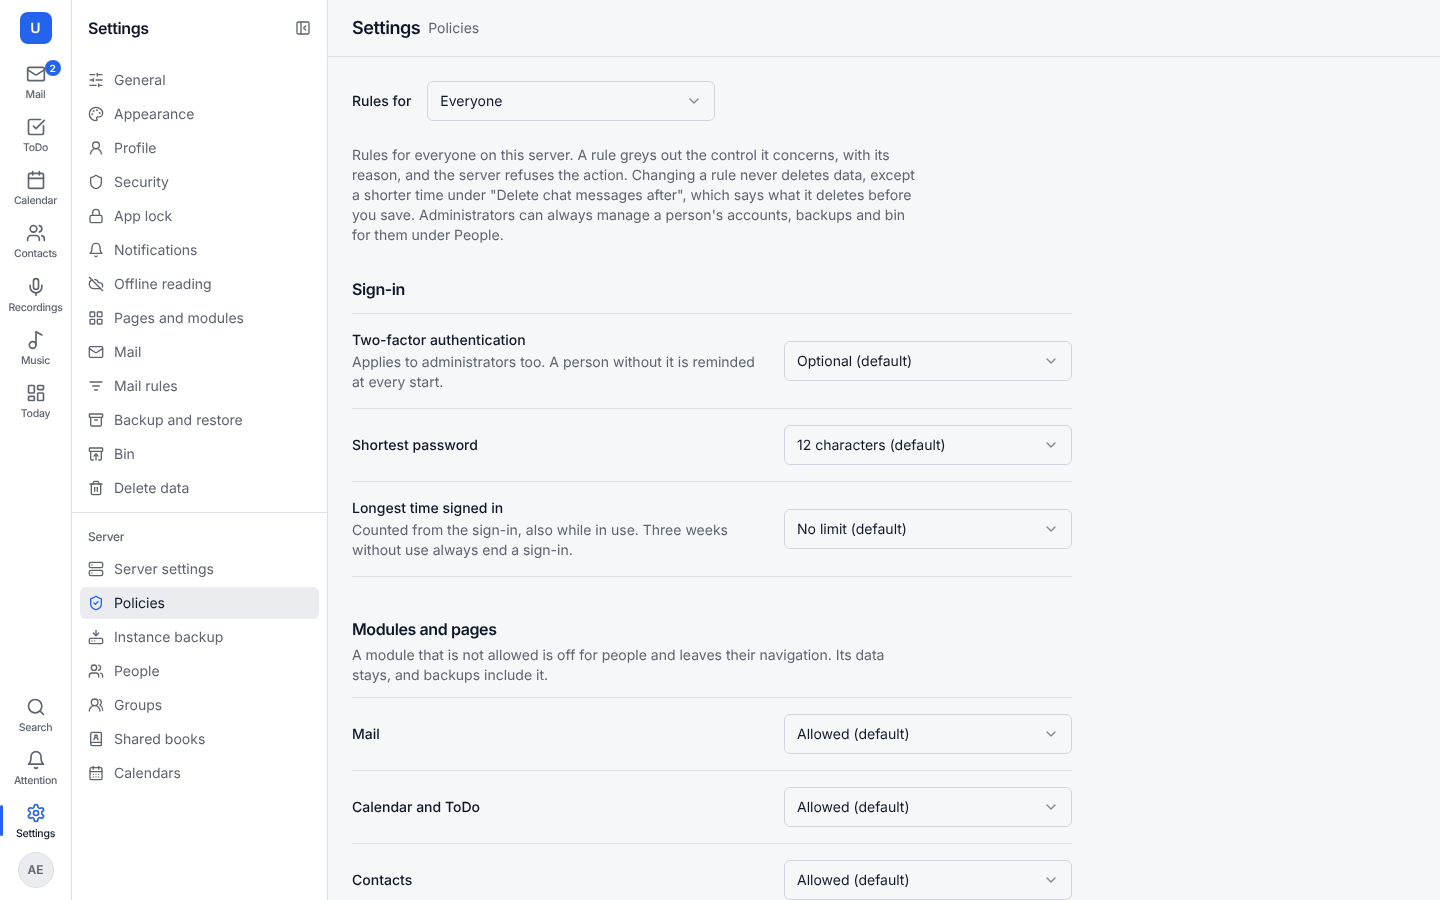 U
2
Mail
ToDo
Calendar
Contacts
Recordings
Music
Today
Search
Attention
Settings
AE
Settings
General
Appearance
Profile
Security
App lock
Notifications
Offline reading
Pages and modules
Mail
Mail rules
Backup and restore
Bin
Delete data
Server
Server settings
Policies
Instance backup
People
Groups
Shared books
Calendars
Settings Policies
Rules for Everyone
Rules for everyone on this server. A rule greys out the control it concerns, with its
reason, and the server refuses the action. Changing a rule never deletes data, except
a shorter time under "Delete chat messages after", which says what it deletes before
you save. Administrators can always manage a person's accounts, backups and bin
for them under People.
Sign-in
Two-factor authentication
Applies to administrators too. A person without it is reminded
at every start.
Optional (default)
Shortest password
12 characters (default)
Longest time signed in
Counted from the sign-in, also while in use. Three weeks
without use always end a sign-in.
No limit (default)
Modules and pages
A module that is not allowed is off for people and leaves their navigation. Its data
stays, and backups include it.
Mail
Allowed (default)
Calendar and ToDo
Allowed (default)
Contacts
Allowed (default)